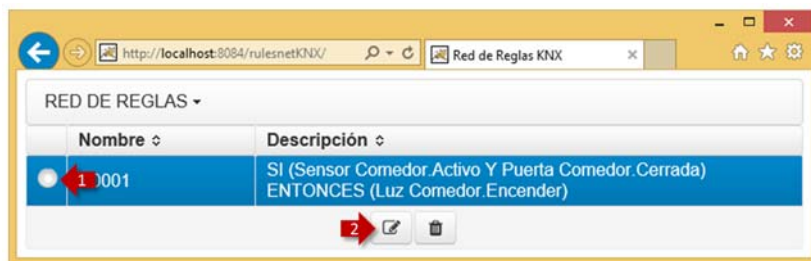 http://localhost:8084/rulesnetKNX/
Red de Reglas KNX
RED DE REGLAS
Nombre Descripción
1 0001 SI (Sensor Comedor.Activo Y Puerta Comedor.Cerrada)
ENTONCES (Luz Comedor.Encender)
2